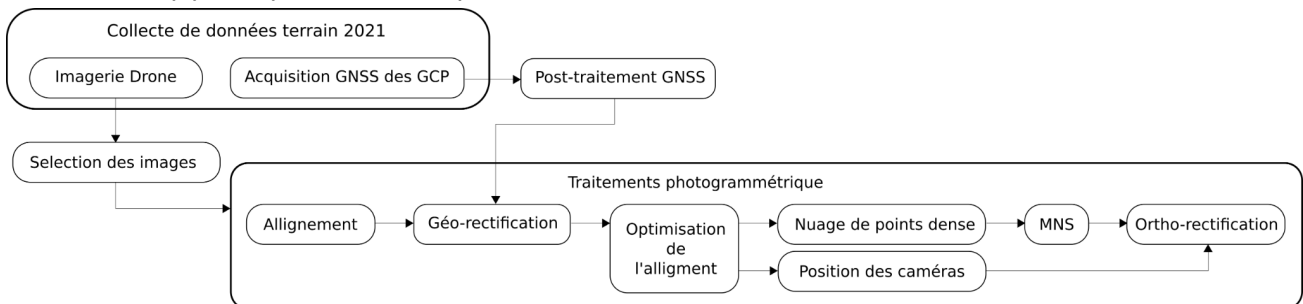 Collecte de données terrain 2021
Imagerie Drone
Acquisition GNSS des GCP
Post-traitement GNSS
Selection des images
Traitements photogrammétrique
Allignement
Géo-rectification
Optimisation
de
l'alligment
Nuage de points dense
MNS
Ortho-rectification
Position des caméras